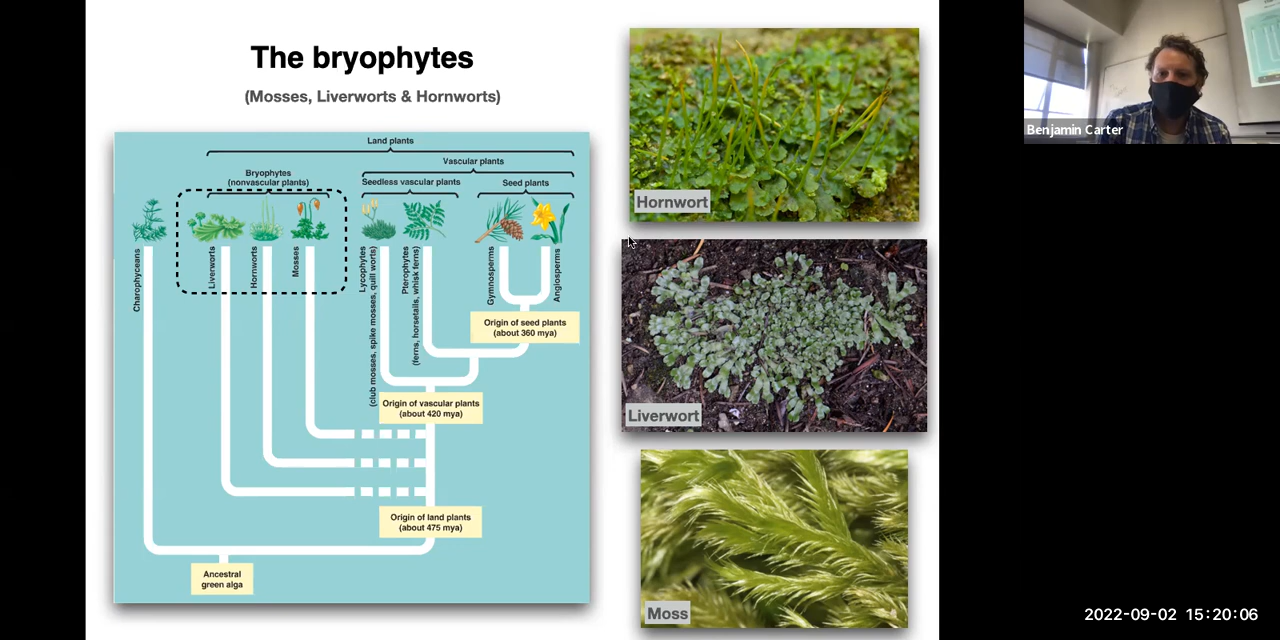 The bryophytes
(Mosses, Liverworts & Hornworts)
Land plants
Vascular plants
Bryophytes
(nonvascular plants)
Seedless vascular plants
Seed plants
Charophyceans
Liverworts
Hornworts
Mosses
Lycophytes
(club mosses, spike mosses, quill worts)
Pterophytes
(ferns, horsetails, whisk ferns)
Gymnosperms
Angiosperms
Origin of seed plants
(about 360 mya)
Origin of vascular plants
(about 420 mya)
Origin of land plants
(about 475 mya)
Ancestral
green alga
Hornwort
Liverwort
Moss
Benjamin Carter
2022-09-02 15:20:06